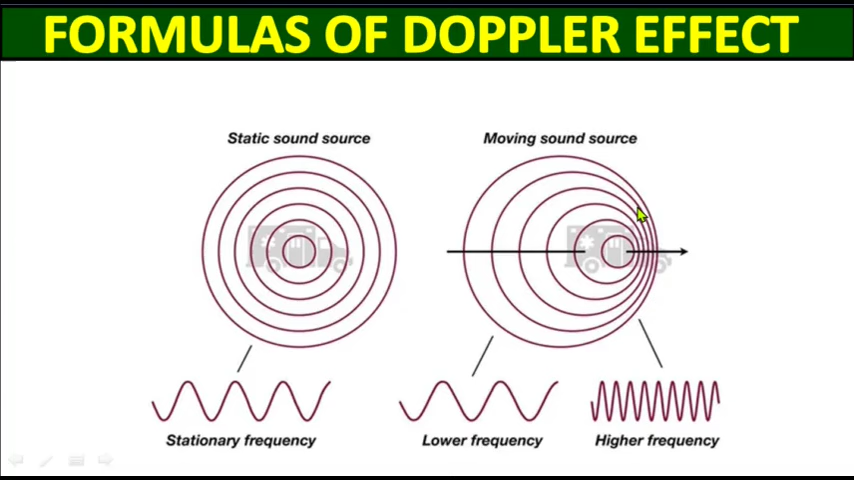 FORMULAS OF DOPPLER EFFECT
Static sound source
Moving sound source
Stationary frequency
Lower frequency
Higher frequency